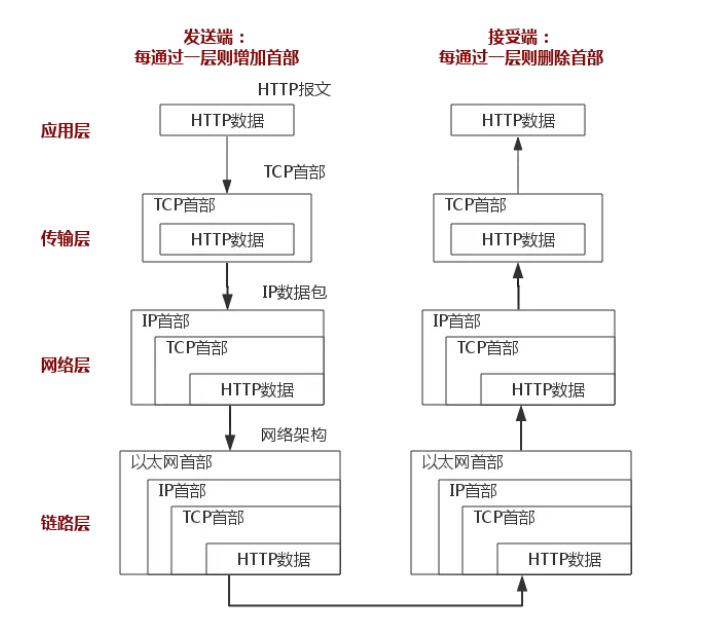 发送端：
每通过一层则增加首部
接受端：
每通过一层则删除首部
HTTP报文
应用层
HTTP数据
HTTP数据
TCP首部
TCP首部
TCP首部
传输层
HTTP数据
HTTP数据
IP数据包
IP首部
IP首部
TCP首部
TCP首部
网络层
HTTP数据
HTTP数据
网络架构
以太网首部
以太网首部
IP首部
IP首部
TCP首部
TCP首部
链路层
HTTP数据
HTTP数据